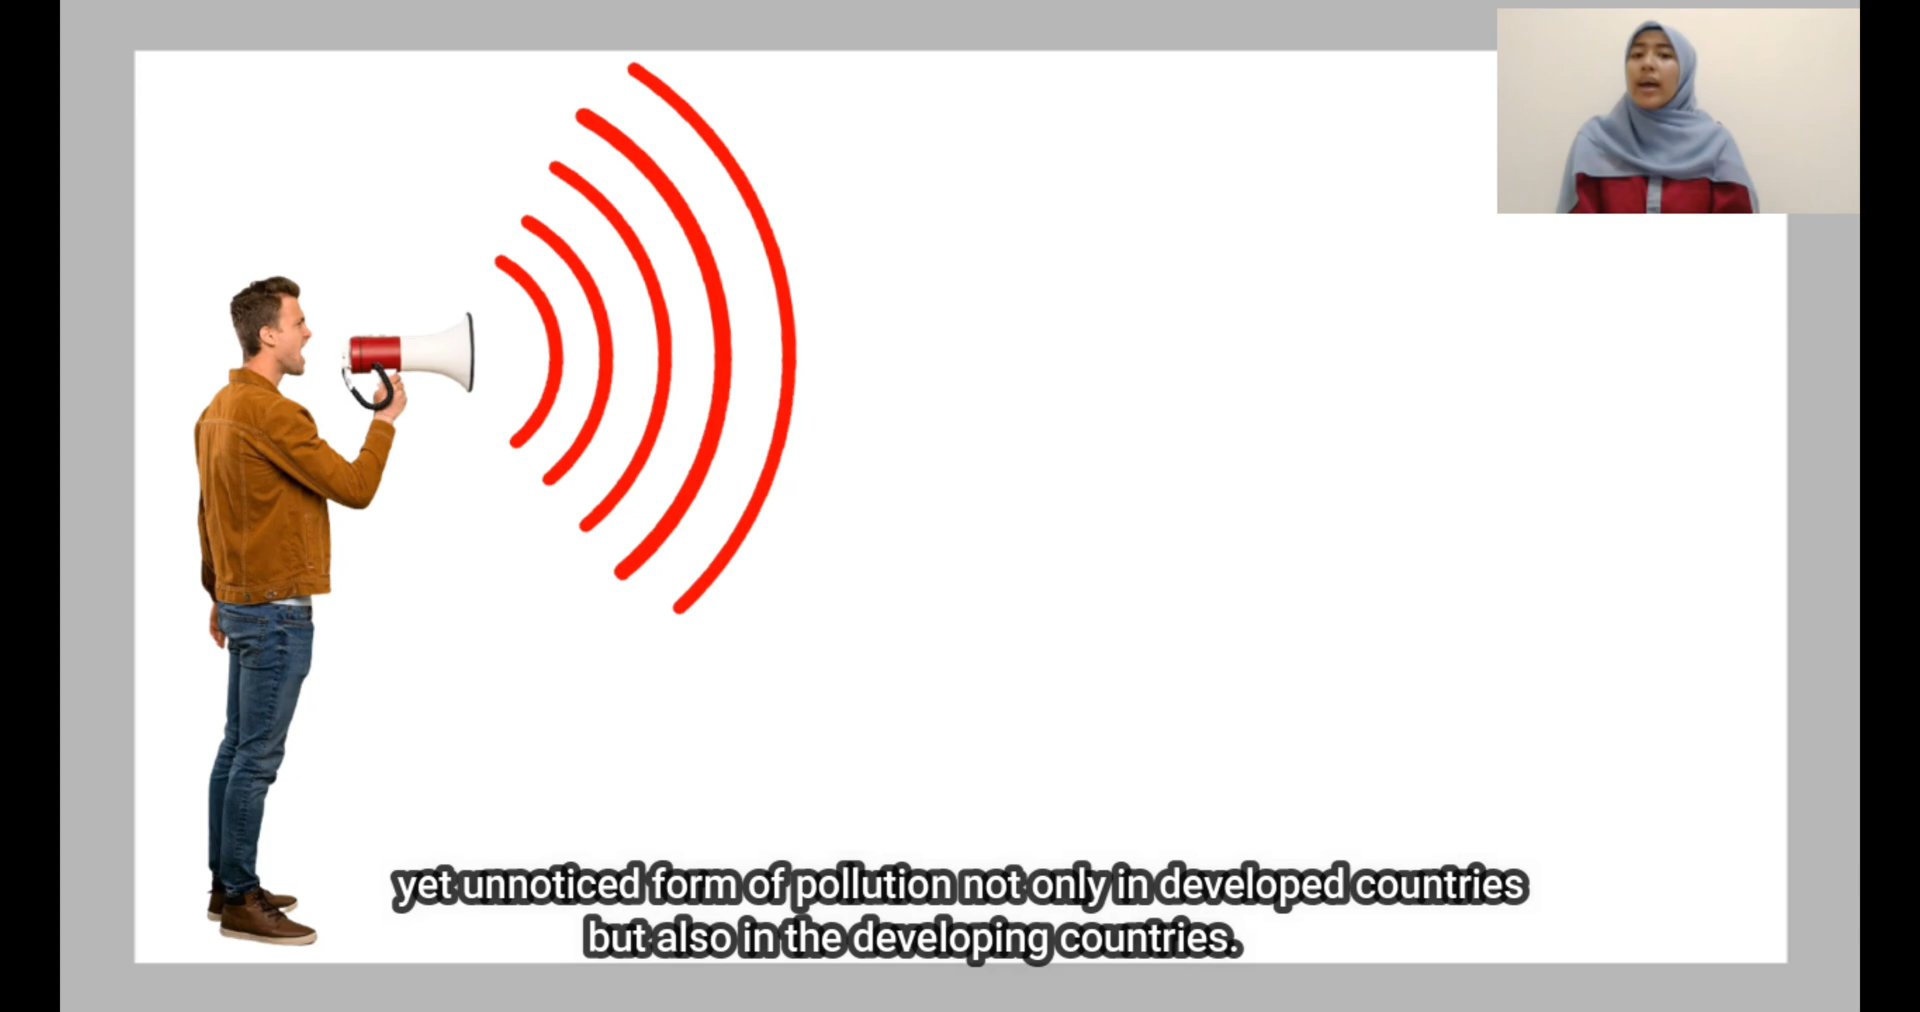 yet unnoticed form of pollution not only in developed countries
but also in the developing countries.